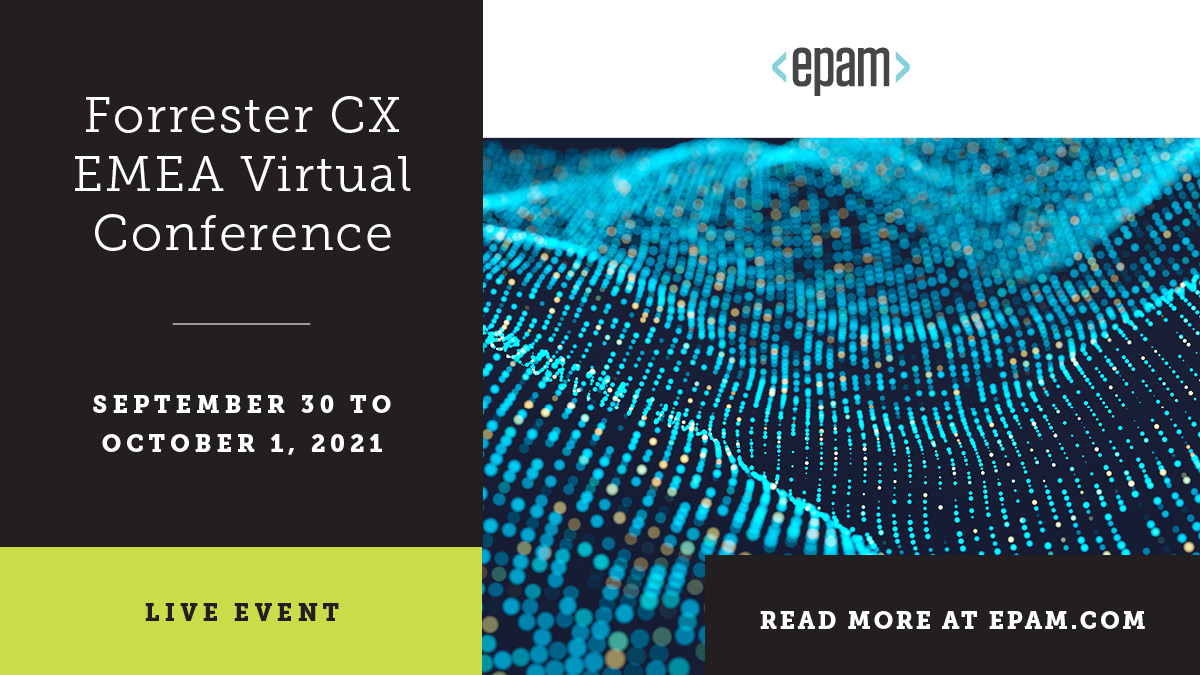 Forrester CX
EMEA Virtual
Conference
SEPTEMBER 30 TO
OCTOBER 1, 2021
LIVE EVENT
<epam>
READ MORE AT EPAM.COM